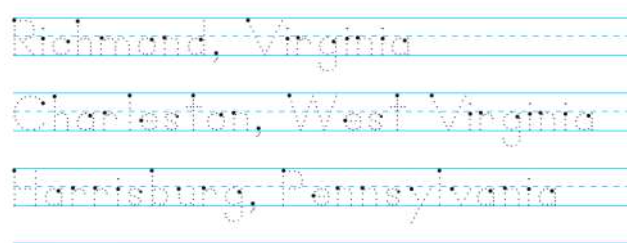 Richmond, Virginia
Charleston, West Virginia
Harrisburg, Pennsylvania